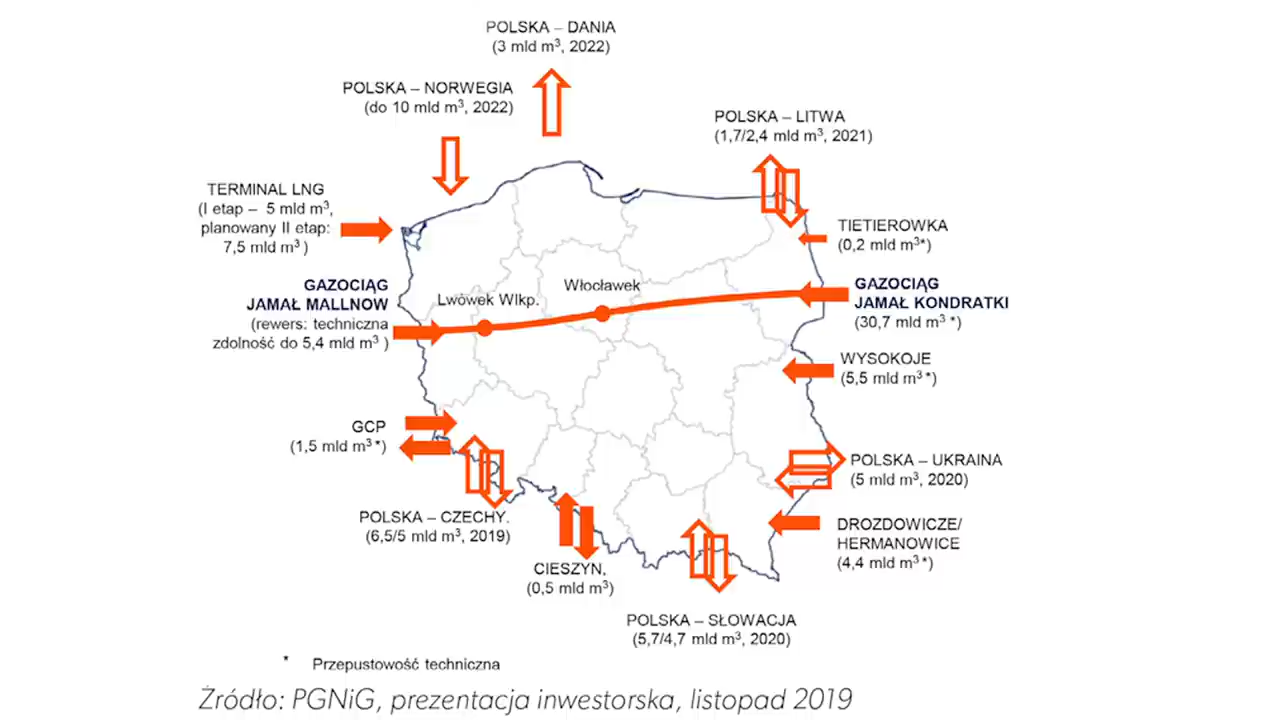 POLSKA – DANIA
(3 mld m³, 2022)
POLSKA – NORWEGIA
(do 10 mld m³, 2022)
POLSKA – LITWA
(1,7/2,4 mld m³, 2021)
TERMINAL LNG
(I etap – 5 mld m³,
planowany II etap:
7,5 mld m³ )
TIETIEROWKA
(0,2 mld m³*)
GAZOCIĄG
JAMAŁ MALLNOW
(rewers: techniczna
zdolność do 5,4 mld m³ )
Lwówek Wlkp.
Włocławek
GAZOCIĄG
JAMAŁ KONDRATKI
(30,7 mld m³ *)
WYSOKOJE
(5,5 mld m³ *)
GCP
(1,5 mld m³ *)
POLSKA – UKRAINA
(5 mld m³, 2020)
POLSKA – CZECHY.
(6,5/5 mld m³, 2019)
DROZDOWICZE/
HERMANOWICE
(4,4 mld m³ *)
CIESZYN,
(0,5 mld m³)
POLSKA – SŁOWACJA
(5,7/4,7 mld m³, 2020)
* Przepustowość techniczna
Źródło: PGNiG, prezentacja inwestorska, listopad 2019